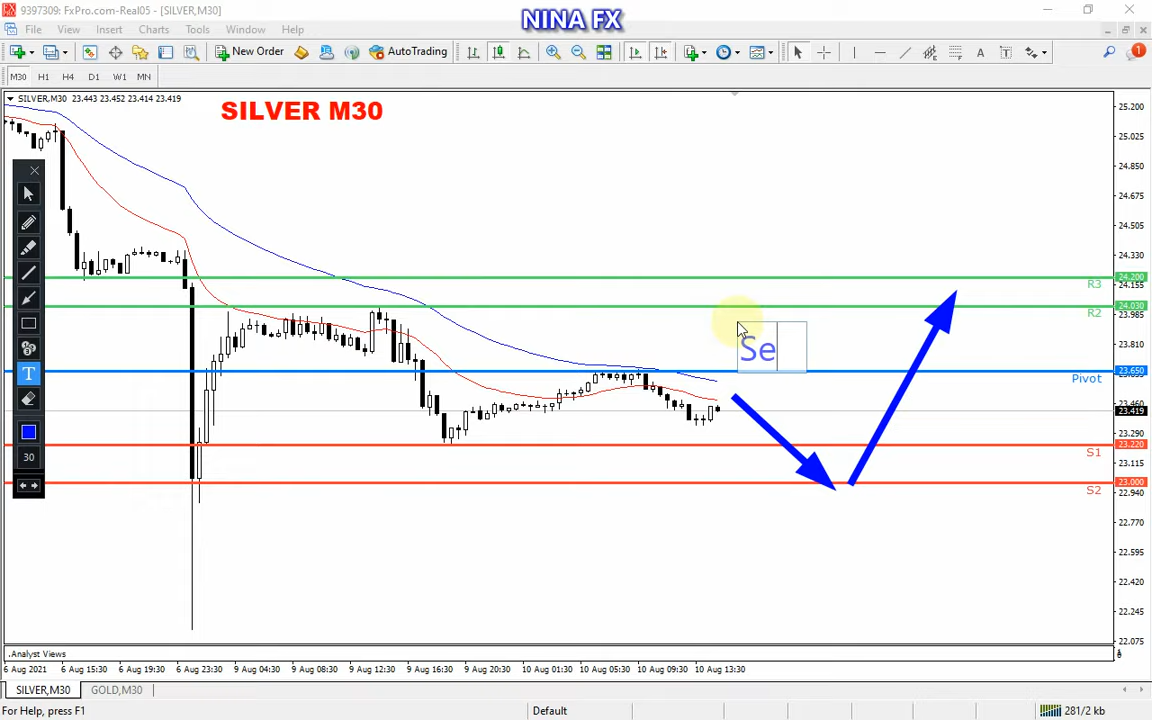 9397309: FxPro.com-Real05 - [SILVER,M30]
NINA FX
File View Insert Charts Tools Window Help
New Order AutoTrading 1
M30 H1 H4 D1 W1 MN
SILVER,M30 23.443 23.452 23.414 23.419
SILVER M30
25.200
25.025
24.850
24.675
24.505
24.330
24.200
24.155
R3
24.030
23.985
R2
23.810
Se
23.650
Pivot
23.460
23.419
23.290
23.220
S1
23.115
23.000
S2
22.940
22.770
22.595
22.420
22.245
22.075
T
30
.Analyst Views
6 Aug 2021 6 Aug 15:30 6 Aug 19:30 6 Aug 23:30 9 Aug 04:30 9 Aug 08:30 9 Aug 12:30 9 Aug 16:30 9 Aug 20:30 10 Aug 01:30 10 Aug 05:30 10 Aug 09:30 10 Aug 13:30
SILVER,M30 GOLD,M30
For Help, press F1 Default 281/2 kb